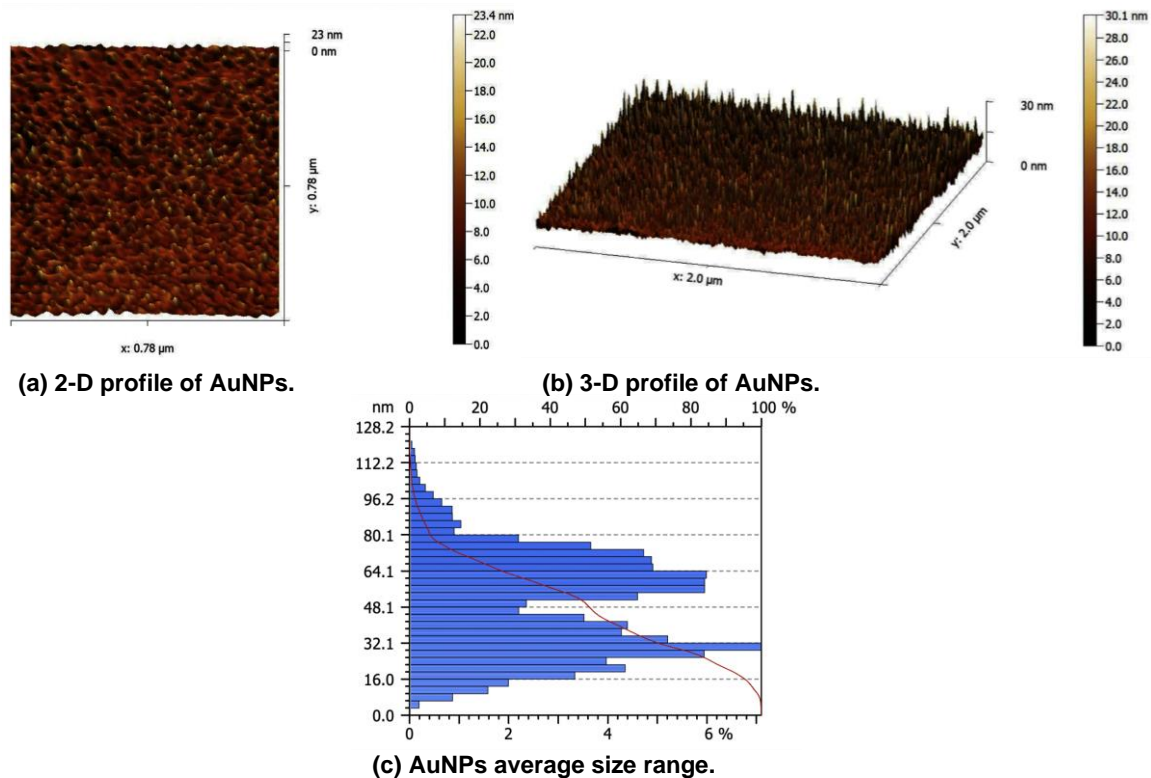 23 nm
0 nm
y: 0.78 µm
x: 0.78 µm
23.4 nm
22.0
20.0
18.0
16.0
14.0
12.0
10.0
8.0
6.0
4.0
2.0
0.0
30 nm
0 nm
y: 2.0 µm
x: 2.0 µm
30.1 nm
28.0
26.0
24.0
22.0
20.0
18.0
16.0
14.0
12.0
10.0
8.0
6.0
4.0
2.0
0.0
(a) 2-D profile of AuNPs.
(b) 3-D profile of AuNPs.
nm 0 20 40 60 80 100 %
128.2
112.2
96.2
80.1
64.1
48.1
32.1
16.0
0.0
0 2 4 6 %
(c) AuNPs average size range.